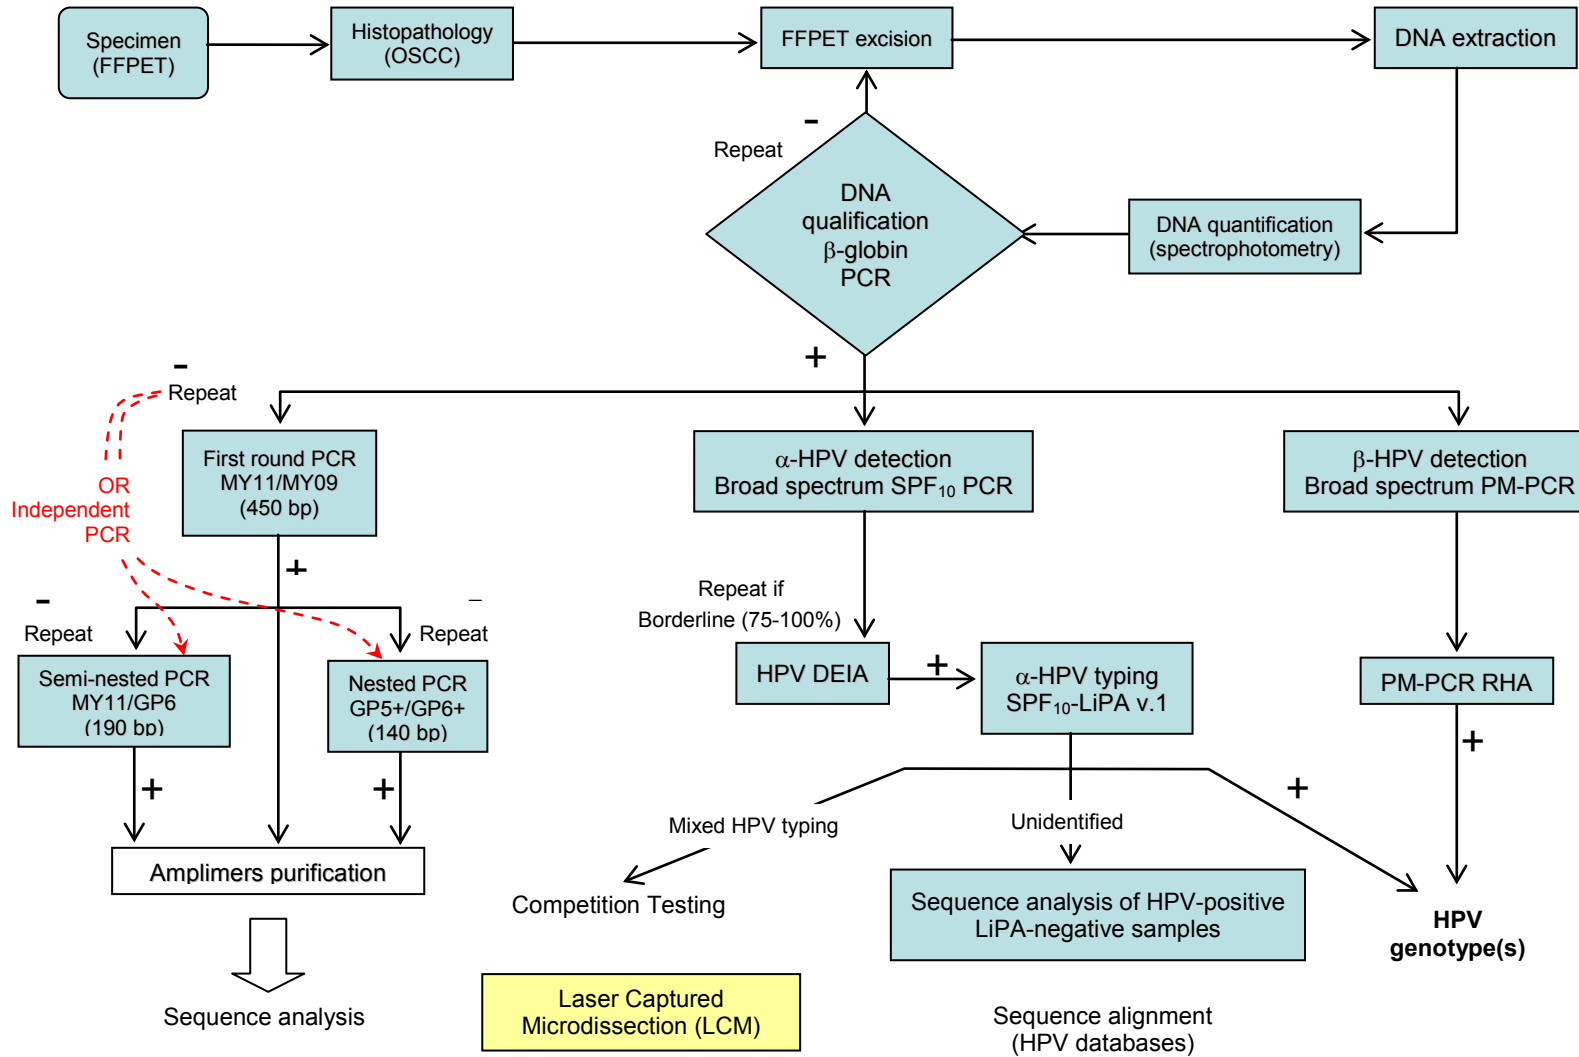 Specimen
(FFPET)
Histopathology
(OSCC)
FFPET excision
DNA extraction
-
Repeat
DNA
qualification
β-globin
PCR
DNA quantification
(spectrophotometry)
+
-
Repeat
First round PCR
MY11/MY09
(450 bp)
α-HPV detection
Broad spectrum SPF₁₀ PCR
β-HPV detection
Broad spectrum PM-PCR
OR
Independent
PCR
+
-
Repeat
–
Repeat
Semi-nested PCR
MY11/GP6
(190 bp)
Nested PCR
GP5+/GP6+
(140 bp)
Repeat if
Borderline (75-100%)
HPV DEIA
+
α-HPV typing
SPF₁₀-LiPA v.1
PM-PCR RHA
+
+
+
+
Mixed HPV typing
Unidentified
Amplimers purification
Competition Testing
Sequence analysis of HPV-positive
LiPA-negative samples
HPV
genotype(s)
Sequence analysis
Laser Captured
Microdissection (LCM)
Sequence alignment
(HPV databases)